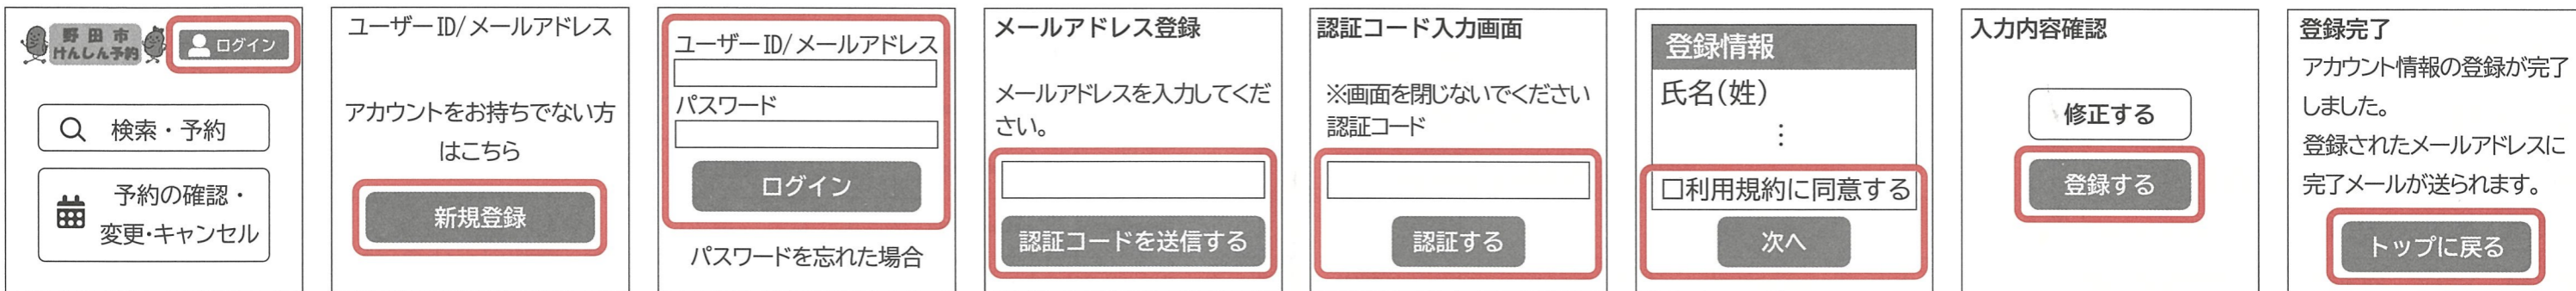 野田市
けんしん予約
ログイン
検索・予約
予約の確認・
変更・キャンセル
ユーザーID/メールアドレス
アカウントをお持ちでない方
はこちら
新規登録
ユーザーID/メールアドレス
パスワード
ログイン
パスワードを忘れた場合
メールアドレス登録
メールアドレスを入力してくだ
さい。
認証コードを送信する
認証コード入力画面
※画面を閉じないでください
認証コード
認証する
登録情報
氏名(姓)
⋮
□利用規約に同意する
次へ
入力内容確認
修正する
登録する
登録完了
アカウント情報の登録が完了
しました。
登録されたメールアドレスに
完了メールが送られます。
トップに戻る